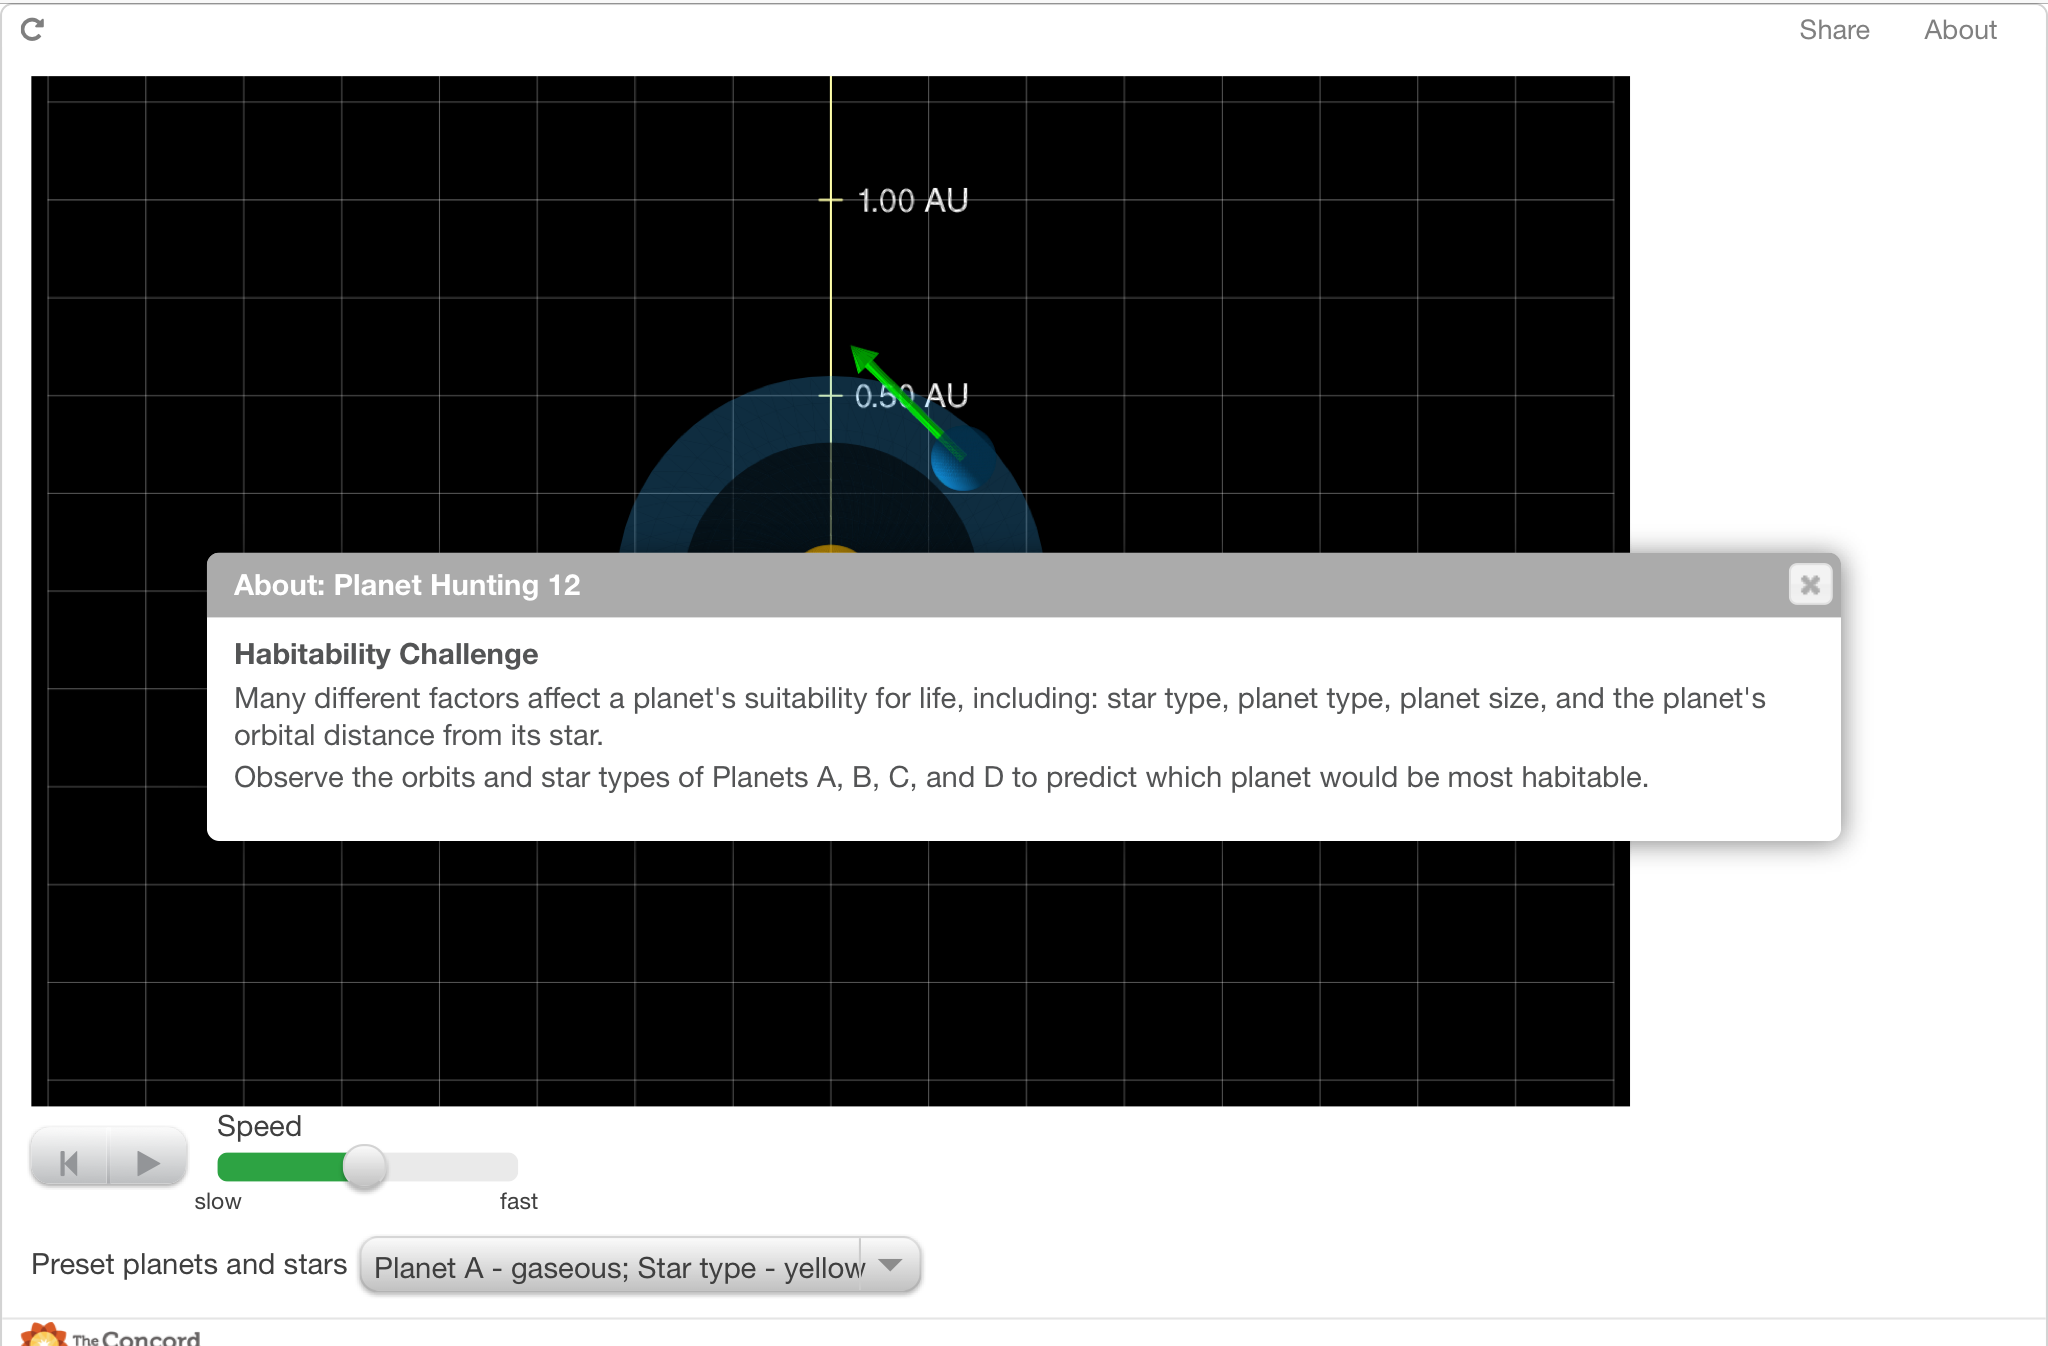 Share About
1.00 AU
0.50 AU
About: Planet Hunting 12
Habitability Challenge
Many different factors affect a planet's suitability for life, including: star type, planet type, planet size, and the planet's
orbital distance from its star.
Observe the orbits and star types of Planets A, B, C, and D to predict which planet would be most habitable.
Speed
slow fast
Preset planets and stars Planet A - gaseous; Star type - yellow
The Concord